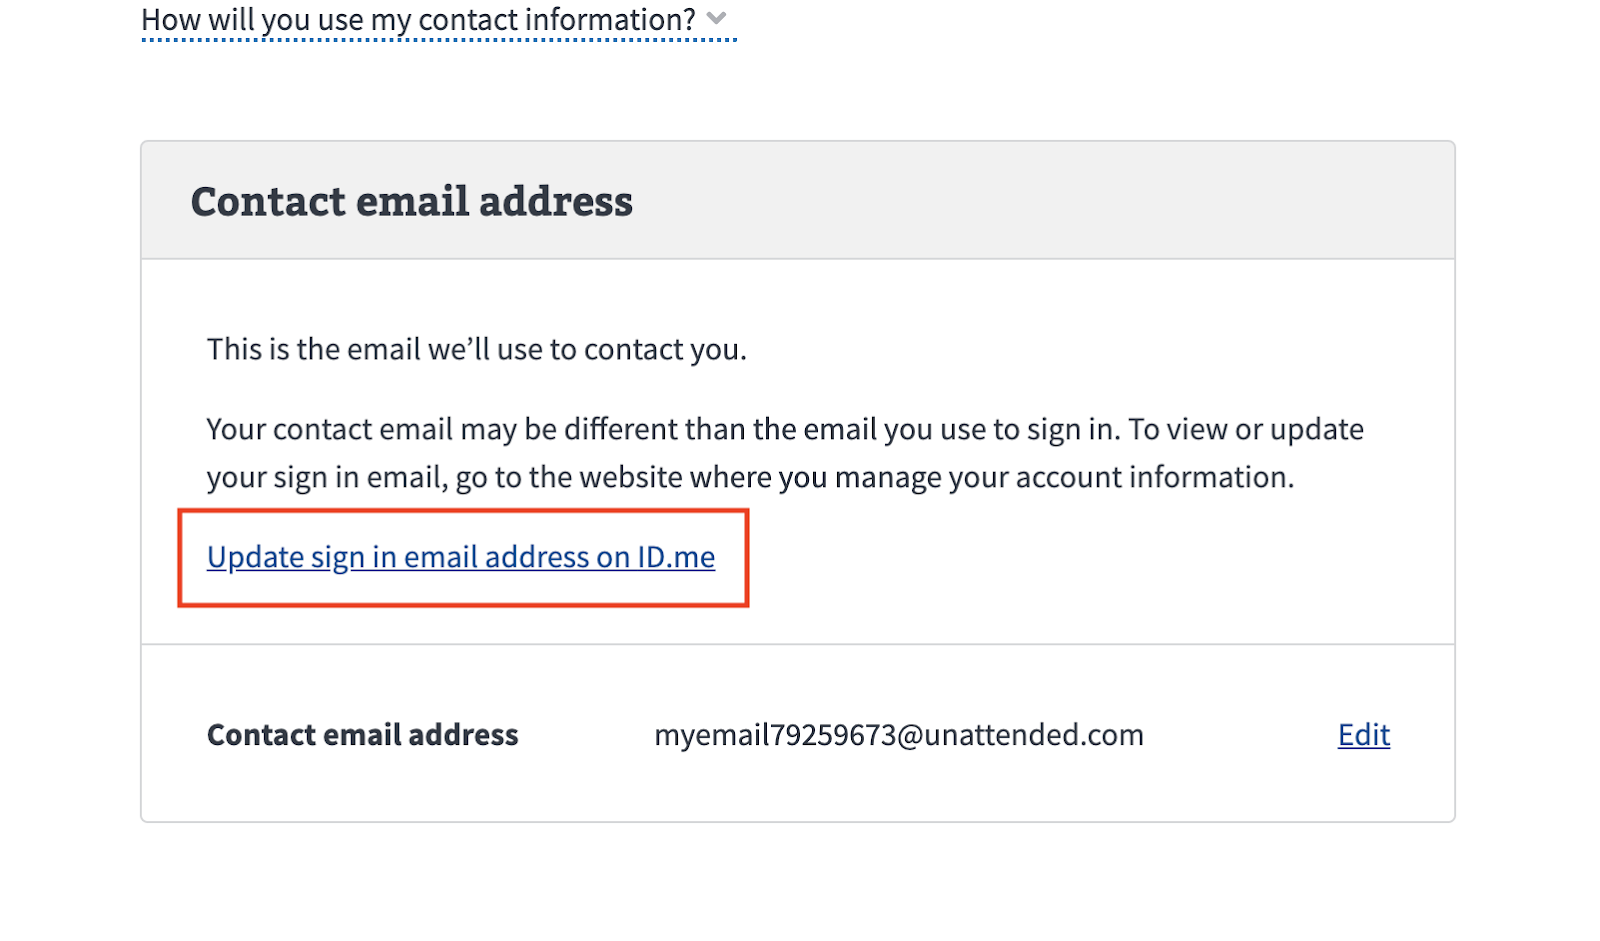 How will you use my contact information?
Contact email address
This is the email we’ll use to contact you.
Your contact email may be different than the email you use to sign in. To view or update
your sign in email, go to the website where you manage your account information.
Update sign in email address on ID.me
Contact email address myemail79259673@unattended.com Edit